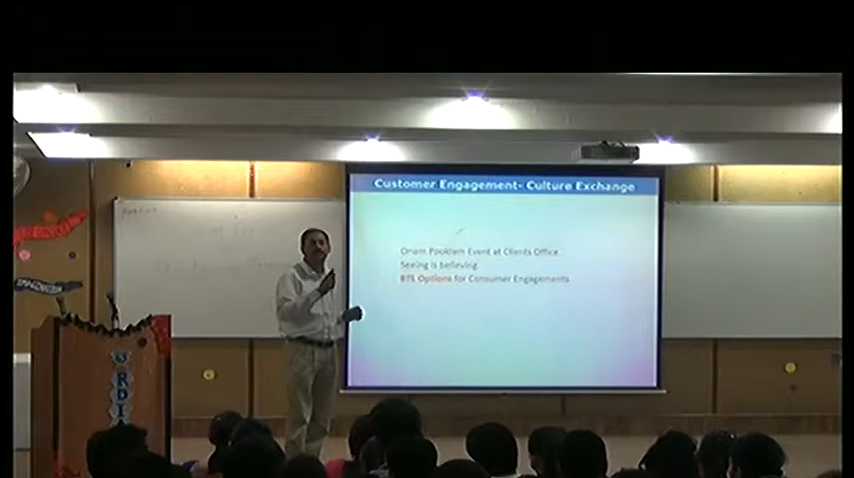 Customer Engagement- Culture Exchange
Onam Pooklam Event at Clients Office
Seeing is believing
BTL Options for Consumer Engagements